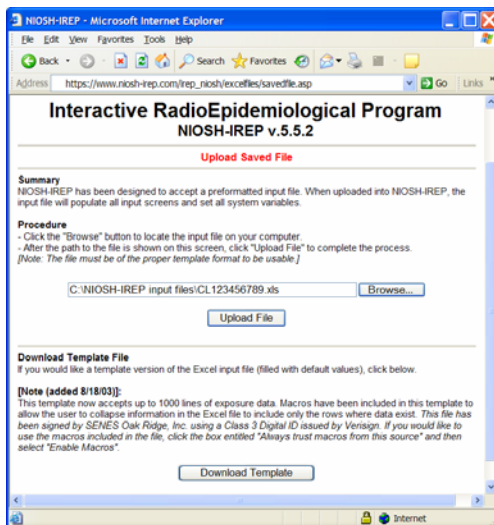 NIOSH-IREP - Microsoft Internet Explorer
File Edit View Favorites Tools Help
Back Search Favorites
Address https://www.niosh-irep.com/irep_niosh/excelfiles/savedfile.asp Go Links
Interactive RadioEpidemiological Program
NIOSH-IREP v.5.5.2
Upload Saved File
Summary
NIOSH-IREP has been designed to accept a preformatted input file. When uploaded into NIOSH-IREP, the
input file will populate all input screens and set all system variables.
Procedure
- Click the "Browse" button to locate the input file on your computer.
- After the path to the file is shown on this screen, click "Upload File" to complete the process.
[Note: The file must be of the proper template format to be usable.]
C:\NIOSH-IREP input files\CL123456789.xls Browse...
Upload File
Download Template File
If you would like a template version of the Excel input file (filled with default values), click below.
[Note (added 8/18/03)]:
This template now accepts up to 1000 lines of exposure data. Macros have been included in this template to
allow the user to collapse information in the Excel file to include only the rows where data exist. This file has
been signed by SENES Oak Ridge, Inc. using a Class 3 Digital ID issued by Verisign. If you would like to
use the macros included in the file, click the box entitled "Always trust macros from this source" and then
select "Enable Macros".
Download Template
Internet